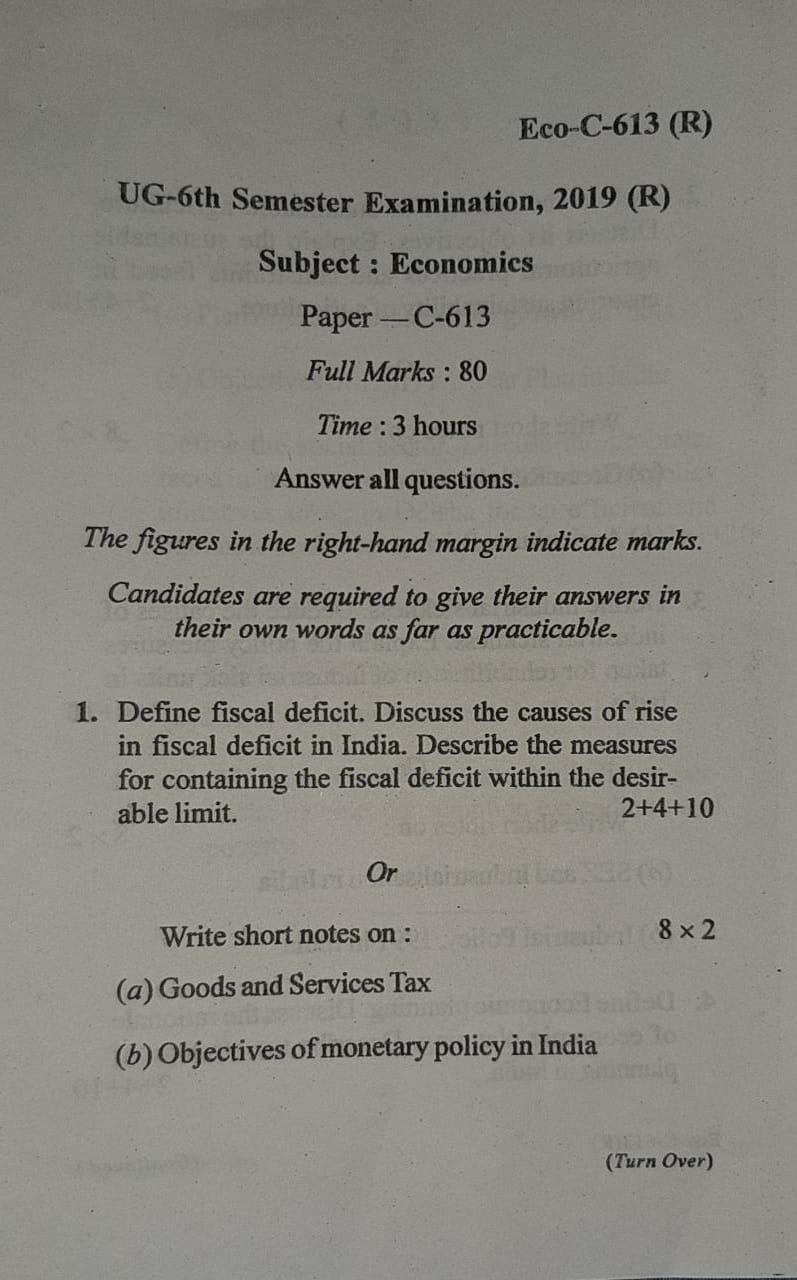 Eco-C-613 (R)
UG-6th Semester Examination, 2019 (R)
Subject : Economics
Paper — C-613
Full Marks : 80
Time : 3 hours
Answer all questions.
The figures in the right-hand margin indicate marks.
Candidates are required to give their answers in
their own words as far as practicable.
1. Define fiscal deficit. Discuss the causes of rise
in fiscal deficit in India. Describe the measures
for containing the fiscal deficit within the desir-
able limit. 2+4+10
Or
Write short notes on : 8 × 2
(a) Goods and Services Tax
(b) Objectives of monetary policy in India
(Turn Over)